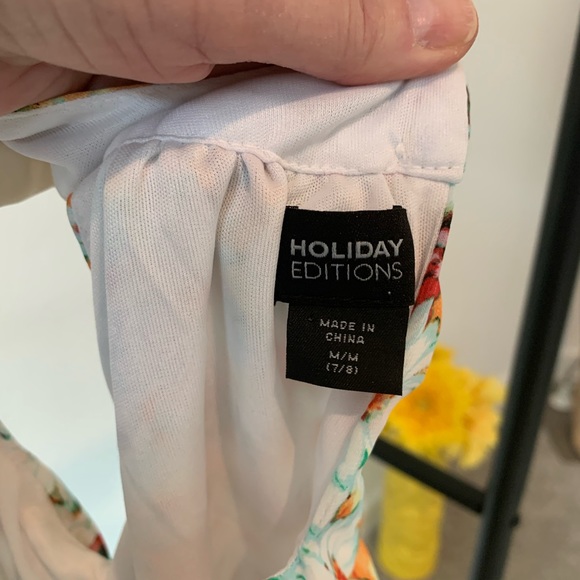 HOLIDAY
EDITIONS
MADE IN
CHINA
M/M
(7/8)